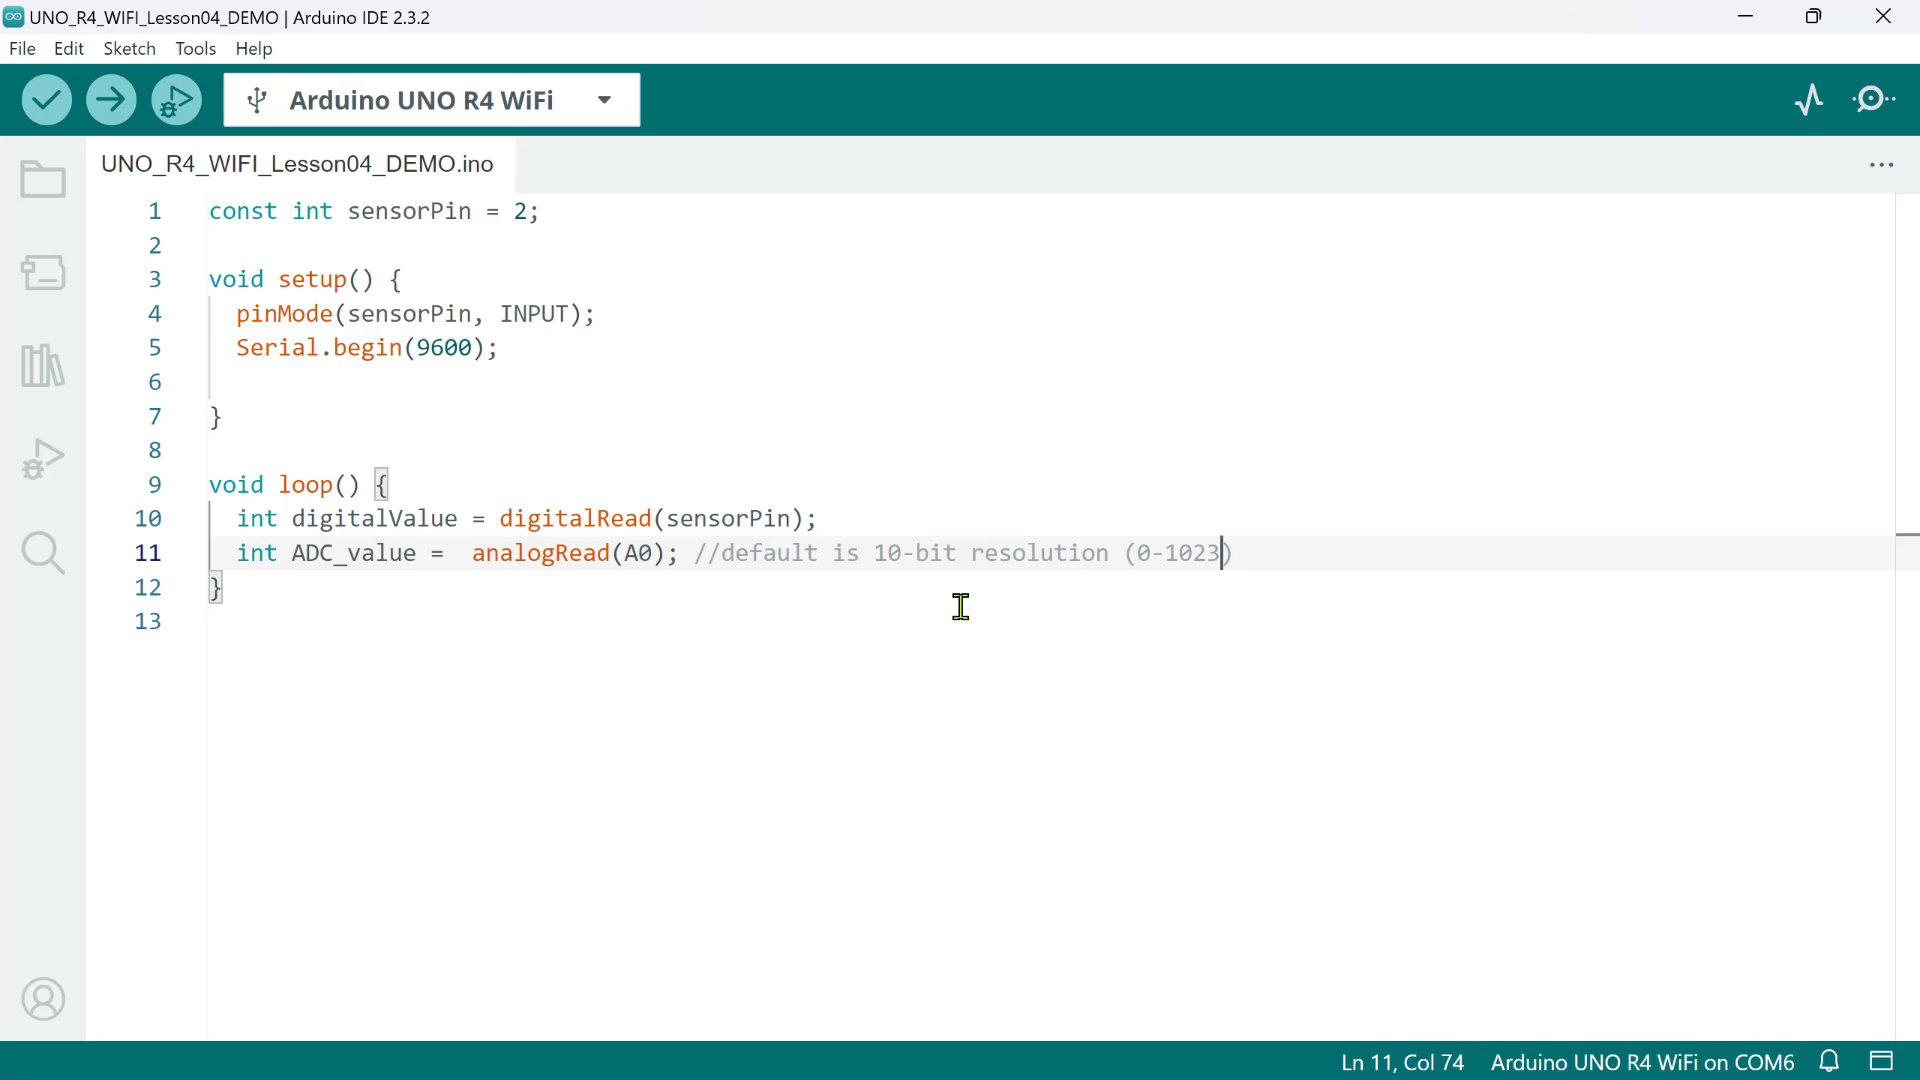 UNO_R4_WIFI_Lesson04_DEMO | Arduino IDE 2.3.2
File Edit Sketch Tools Help
Arduino UNO R4 WiFi
UNO_R4_WIFI_Lesson04_DEMO.ino
1 const int sensorPin = 2;
2
3 void setup() {
4 pinMode(sensorPin, INPUT);
5 Serial.begin(9600);
6
7 }
8
9 void loop() {
10 int digitalValue = digitalRead(sensorPin);
11 int ADC_value =  analogRead(A0); //default is 10-bit resolution (0-1023)
12 }
13
Ln 11, Col 74 Arduino UNO R4 WiFi on COM6